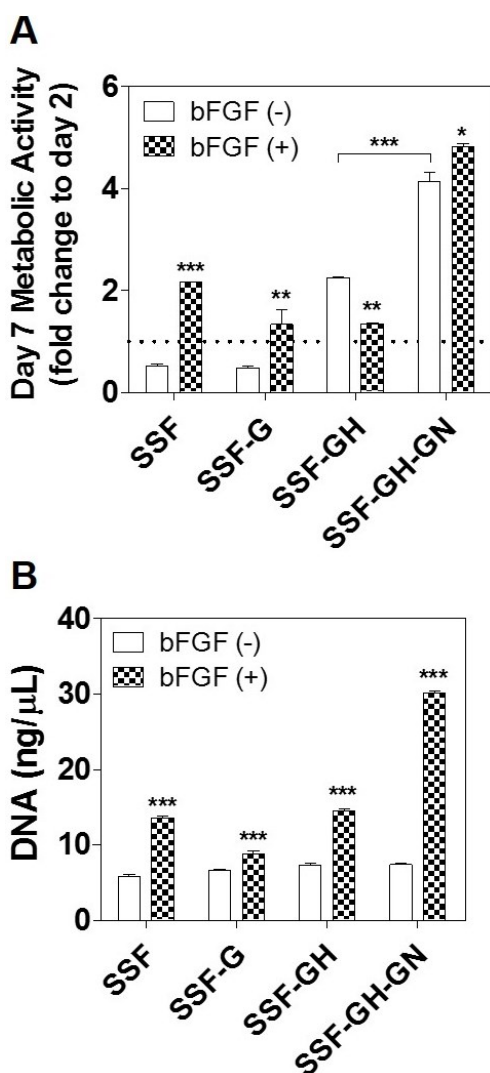 A
Day 7 Metabolic Activity
(fold change to day 2)
6
4
2
0
bFGF (-)
bFGF (+)
***
**
***
**
*
SSF
SSF-G
SSF-GH
SSF-GH-GN
B
DNA (ng/μL)
40
30
20
10
0
bFGF (-)
bFGF (+)
***
***
***
***
SSF
SSF-G
SSF-GH
SSF-GH-GN